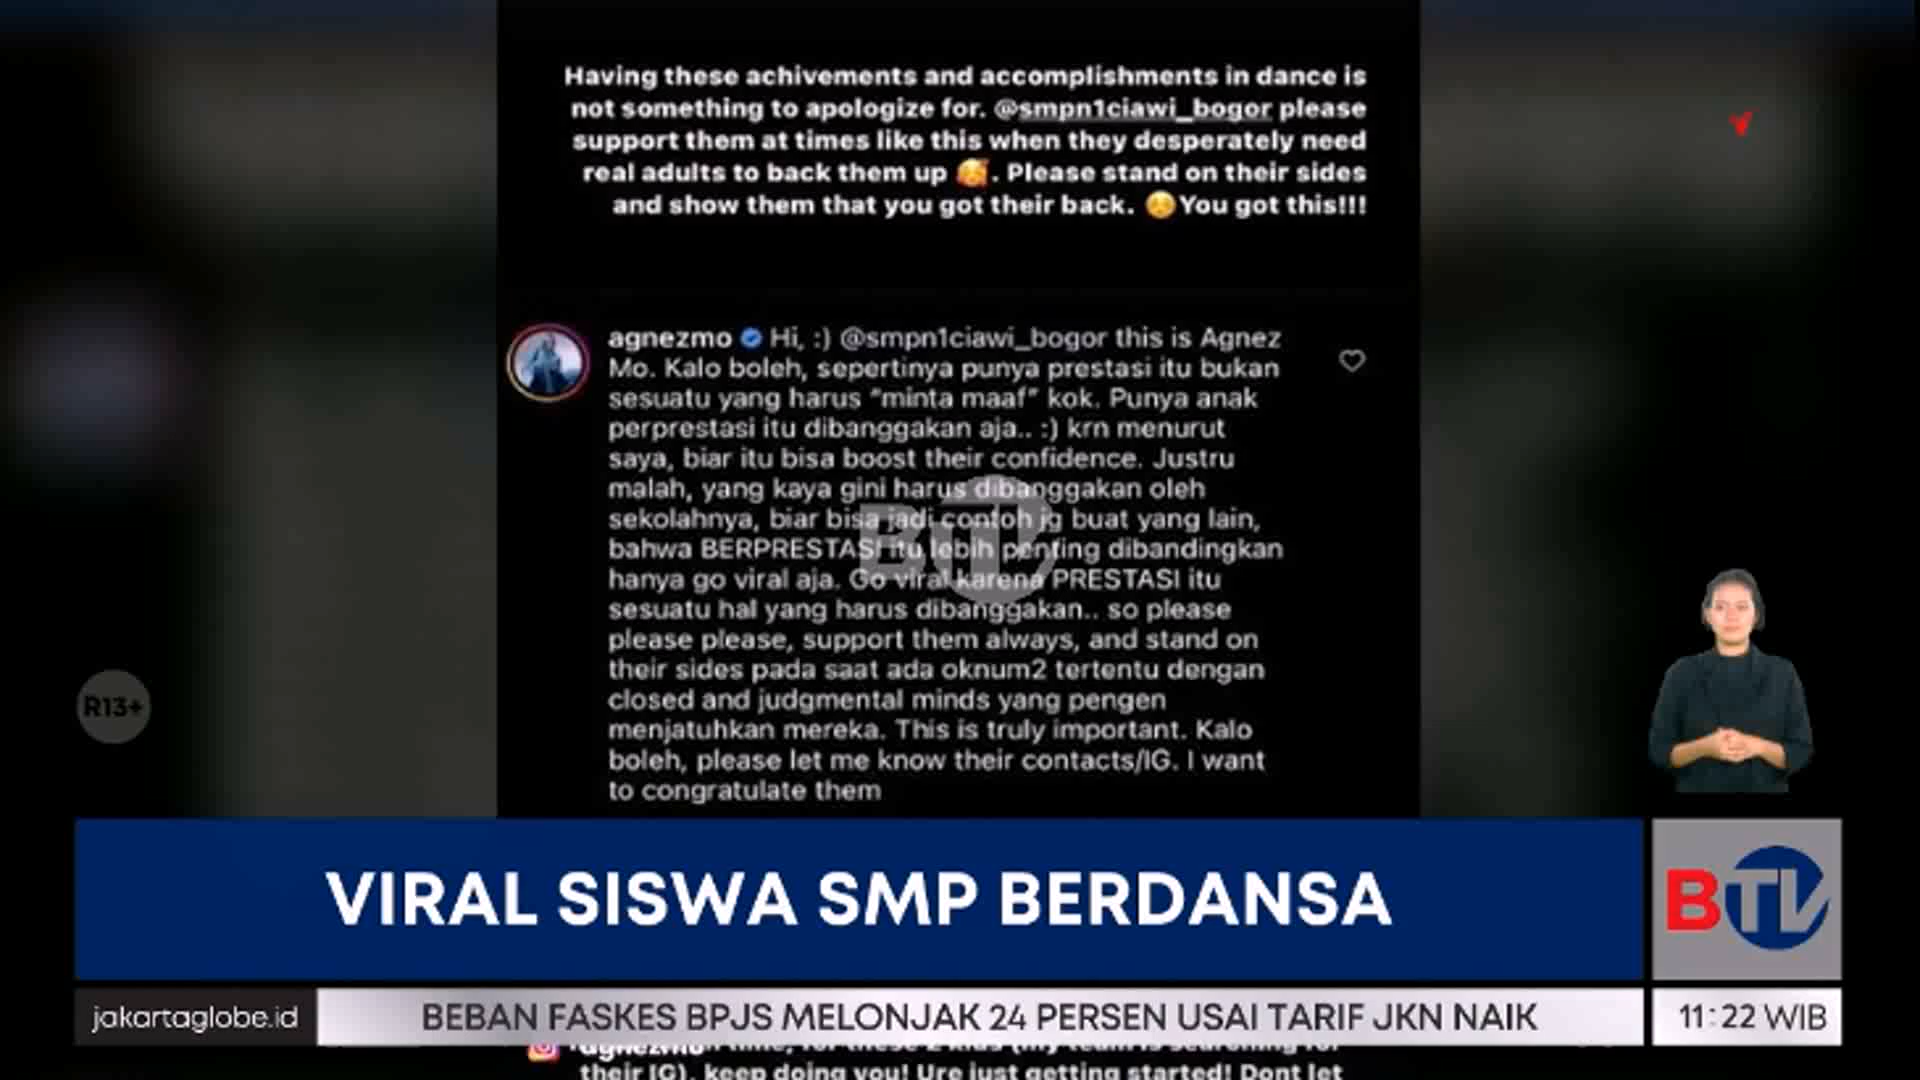 Having these achivements and accomplishments in dance is
not something to apologize for. @smpn1ciawi_bogor please
support them at times like this when they desperately need
real adults to back them up 🥰. Please stand on their sides
and show them that you got their back. ☺️You got this!!!
agnezmo Hi, :) @smpn1ciawi_bogor this is Agnez
Mo. Kalo boleh, sepertinya punya prestasi itu bukan
sesuatu yang harus "minta maaf" kok. Punya anak
perprestasi itu dibanggakan aja.. :) krn menurut
saya, biar itu bisa boost their confidence. Justru
malah, yang kaya gini harus dibanggakan oleh
sekolahnya, biar bisa jadi contoh jg buat yang lain,
bahwa BERPRESTASI itu lebih penting dibandingkan
hanya go viral aja. Go viral karena PRESTASI itu
sesuatu hal yang harus dibanggakan.. so please
please please, support them always, and stand on
their sides pada saat ada oknum2 tertentu dengan
closed and judgmental minds yang pengen
menjatuhkan mereka. This is truly important. Kalo
boleh, please let me know their contacts/IG. I want
to congratulate them
BTV
R13+
VIRAL SISWA SMP BERDANSA
BTV
jakartaglobe.id
BEBAN FASKES BPJS MELONJAK 24 PERSEN USAI TARIF JKN NAIK
11:22 WIB
agnezmo
their IG), keep doing you! Ure just getting started! Dont let